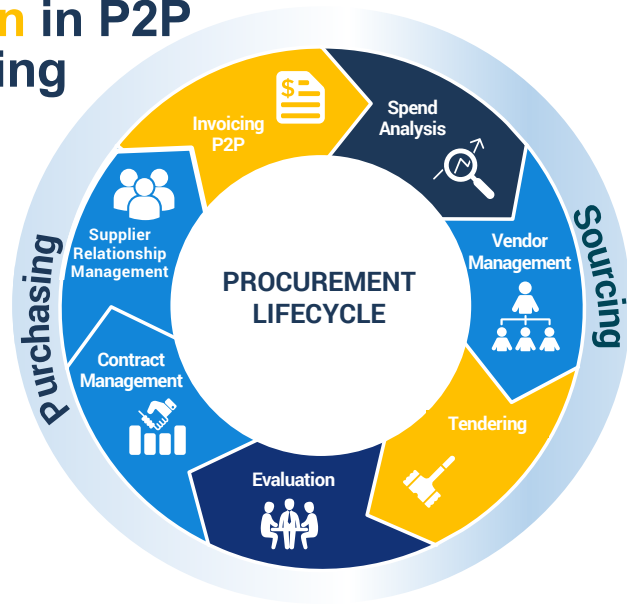 n in P2P
ing
Invoicing
P2P
$
Spend
Analysis
Vendor
Management
Tendering
Evaluation
Contract
Management
Supplier
Relationship
Management
PROCUREMENT
LIFECYCLE
Sourcing
Purchasing